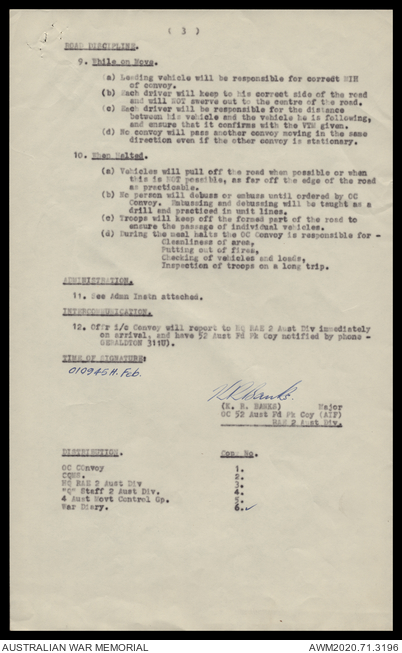 ( 3 )
ROAD DISCIPLINE.
9. While on Move.
(a) Leading vehicle will be responsible for correct MIH
of convoy.
(b) Each driver will keep to his correct side of the road
and will NOT swerve out to the centre of the road.
(c) Each driver will be responsible for the distance
between his vehicle and the vehicle he is following,
and ensure that it confirms with the VTM given.
(d) No convoy will pass another convoy moving in the same
direction even if the other convoy is stationary.
10. When Halted.
(a) Vehicles will pull off the road when possible or when
this is NOT possible, as far off the edge of the road
as practicable.
(b) No person will debuss or embuss until ordered by OC
Convoy. Embussing and debussing will be taught as a
drill and practiced in unit lines.
(c) Troops will keep off the formed part of the road to
ensure the passage of individual vehicles.
(d) During the meal halts the OC Convoy is responsible for -
Cleanliness of area,
Putting out of fires,
Checking of vehicles and loads,
Inspection of troops on a long trip.
ADMINISTRATION.
11. See Adm Instn attached.
INTERCOMMUNICATION.
12. Offr i/c Convoy will report to HQ RAE 2 Aust Div immediately
on arrival, and have 52 Aust Fd Pk Coy notified by phone -
GERALDTON 311U).
TIME OF SIGNATURE:
010945H. Feb.
K R Banks
(K. R. BANKS) Major
OC 52 Aust Fd Pk Coy (AIF)
RAE 2 Aust Div.
DISTRIBUTION. Copy No.
OC Convoy 1.
CQMS. 2.
HQ RAE 2 Aust Div 3.
"Q" Staff 2 Aust Div. 4.
4 Aust Movt Control Gp. 5.
War Diary. 6.✓
AUSTRALIAN WAR MEMORIAL AWM2020.71.3196